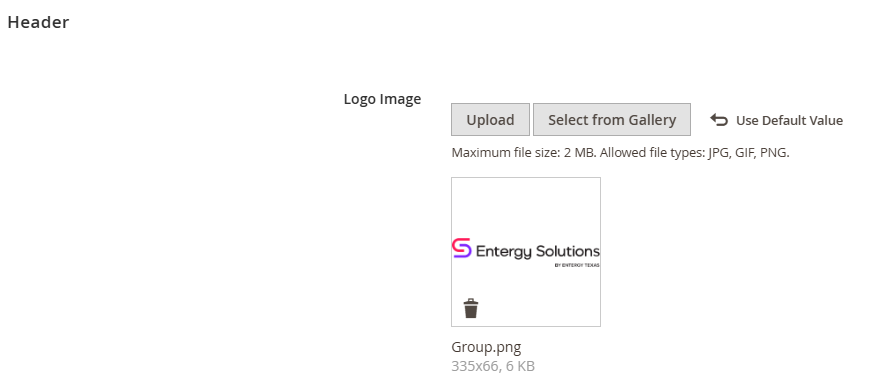 Header
Logo Image
Upload
Select from Gallery
Use Default Value
Maximum file size: 2 MB. Allowed file types: JPG, GIF, PNG.
Entergy Solutions
BY ENTERGY TEXAS
Group.png
335x66, 6 KB